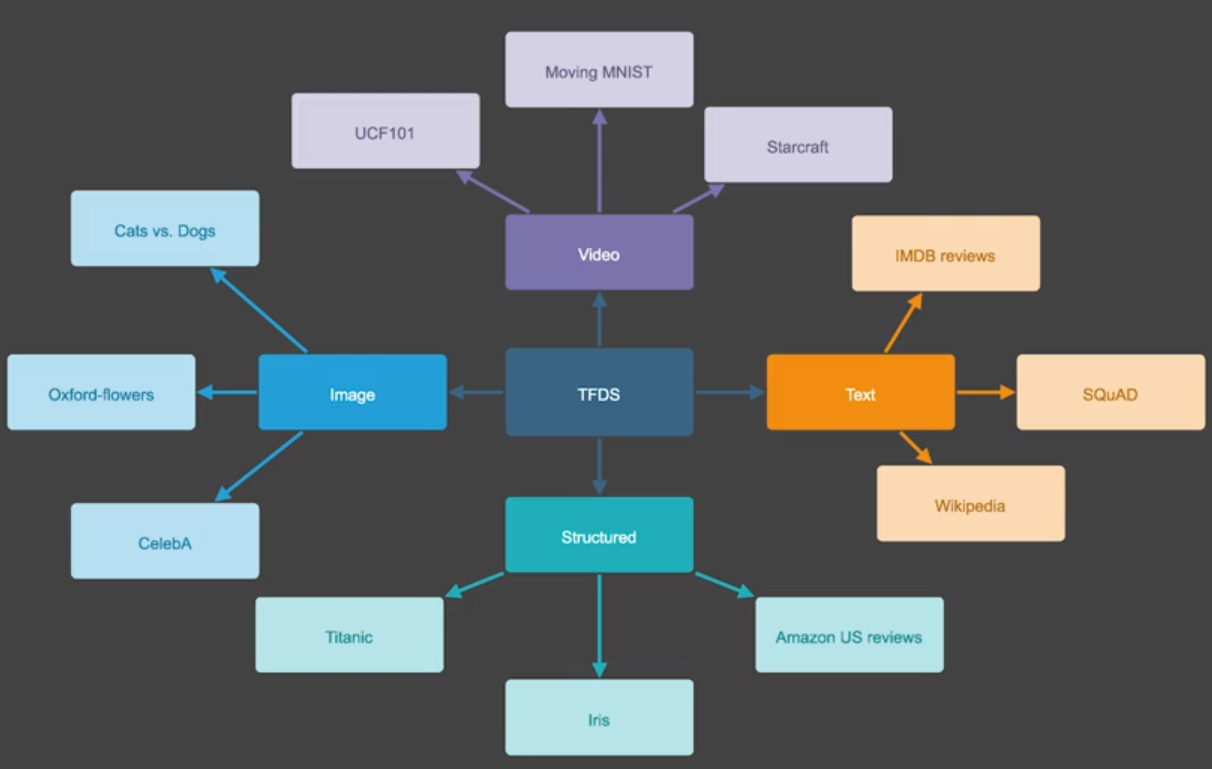 Moving MNIST
UCF101
Starcraft
Cats vs. Dogs
Video
IMDB reviews
Oxford-flowers
Image
TFDS
Text
SQuAD
Wikipedia
CelebA
Structured
Titanic
Amazon US reviews
Iris